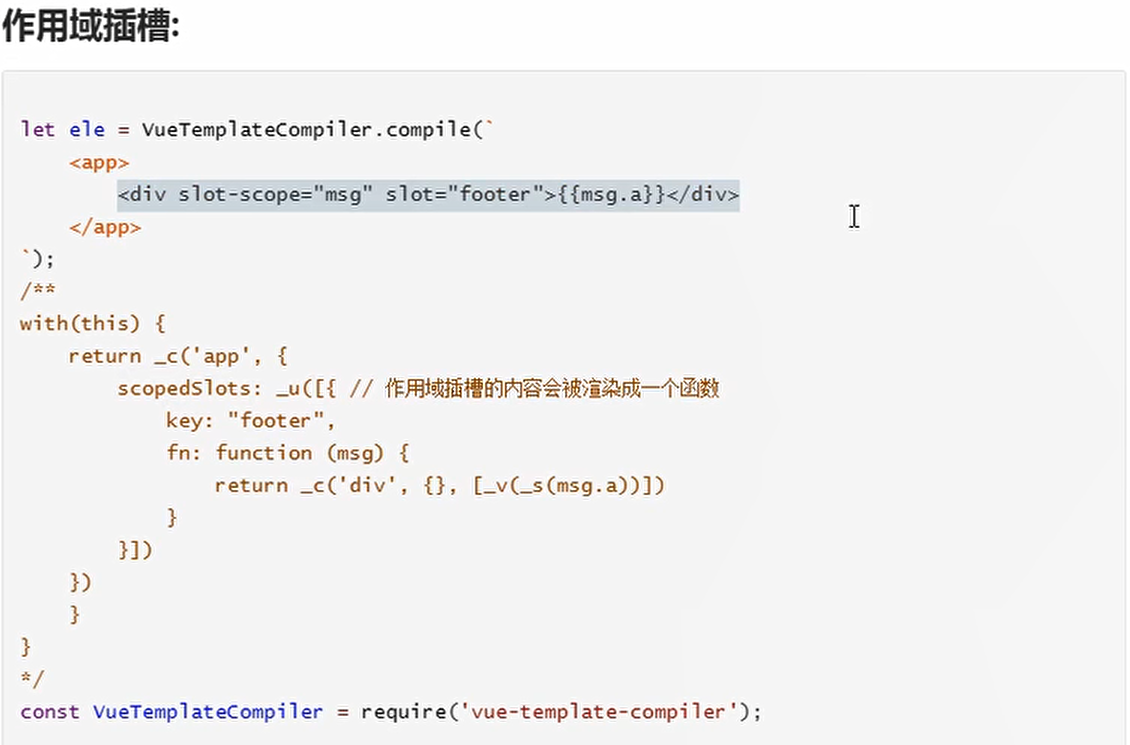 作用域插槽:
let ele = VueTemplateCompiler.compile(`
<app>
<div slot-scope="msg" slot="footer">{{msg.a}}</div>
</app>
`);
/**
with(this) {
return _c('app', {
scopedSlots: _u([{ // 作用域插槽的内容会被渲染成一个函数
key: "footer",
fn: function (msg) {
return _c('div', {}, [_v(_s(msg.a))])
}
}])
})
}
}
*/
const VueTemplateCompiler = require('vue-template-compiler');